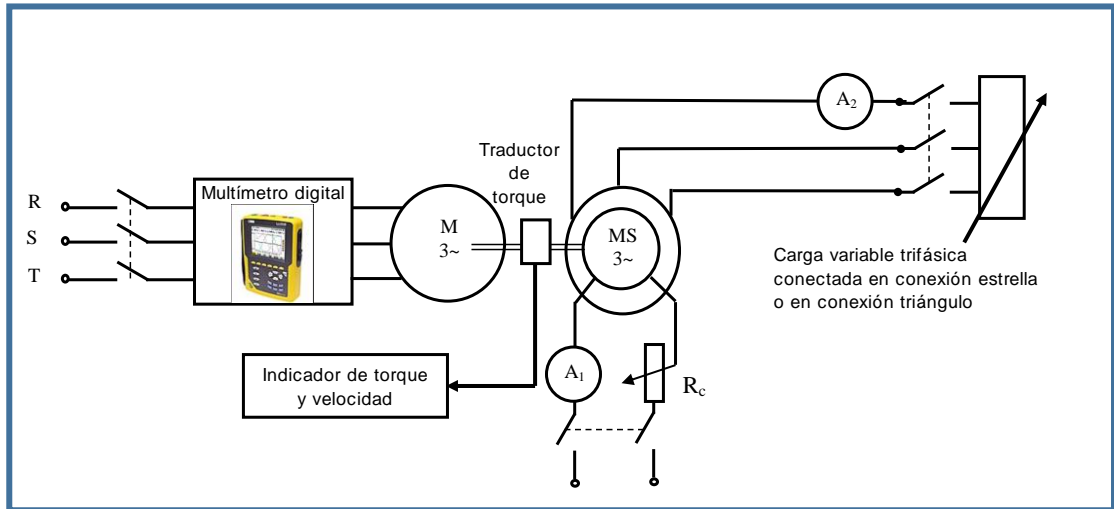 A2
Traductor
de
torque
Multímetro digital
R
S
T
M
3~
MS
3~
Carga variable trifásica
conectada en conexión estrella
o en conexión triángulo
Indicador de torque
y velocidad
A1
Rc